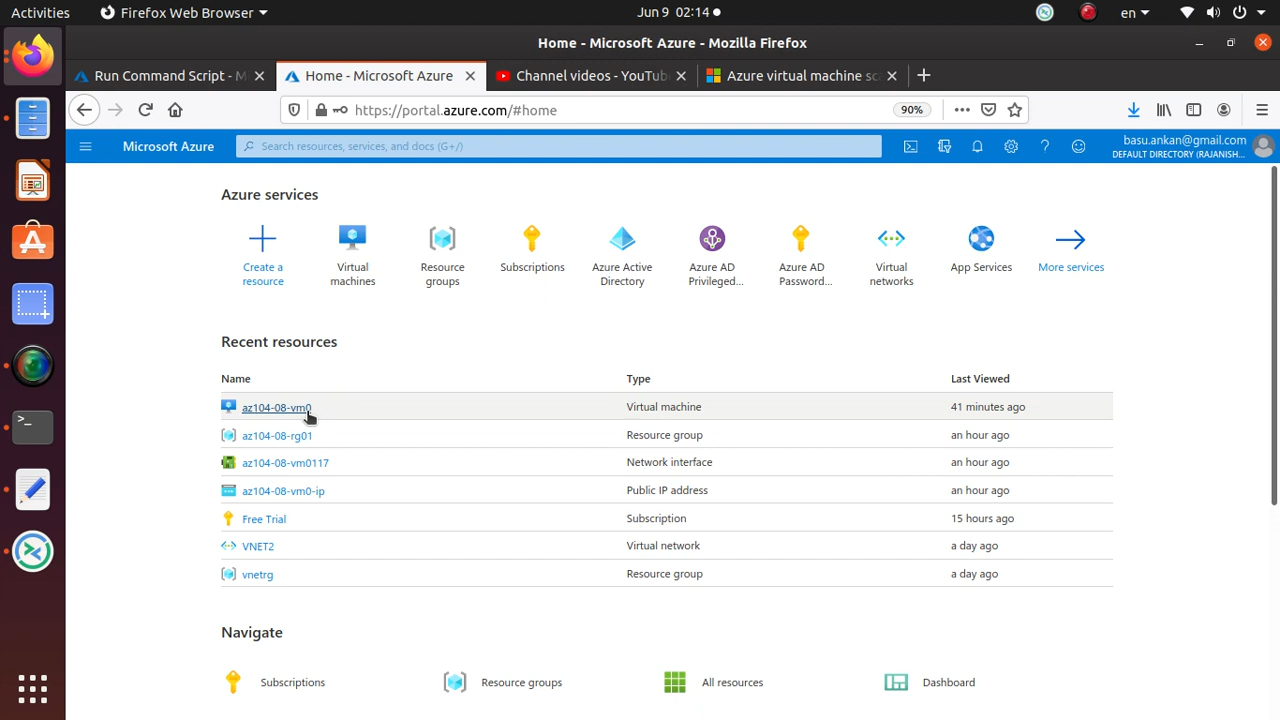 Activities
Firefox Web Browser
Jun 9 02:14
en
Home - Microsoft Azure - Mozilla Firefox
Run Command Script - M
Home - Microsoft Azure
Channel videos - YouTube
Azure virtual machine sca
https://portal.azure.com/#home
90%
Microsoft Azure
Search resources, services, and docs (G+/)
basu.ankan@gmail.com
DEFAULT DIRECTORY (RAJANISH...
Azure services
Create a resource
Virtual machines
Resource groups
Subscriptions
Azure Active Directory
Azure AD Privileged...
Azure AD Password...
Virtual networks
App Services
More services
Recent resources
Name Type Last Viewed
az104-08-vm0 Virtual machine 41 minutes ago
az104-08-rg01 Resource group an hour ago
az104-08-vm0117 Network interface an hour ago
az104-08-vm0-ip Public IP address an hour ago
Free Trial Subscription 15 hours ago
VNET2 Virtual network a day ago
vnetrg Resource group a day ago
Navigate
Subscriptions
Resource groups
All resources
Dashboard